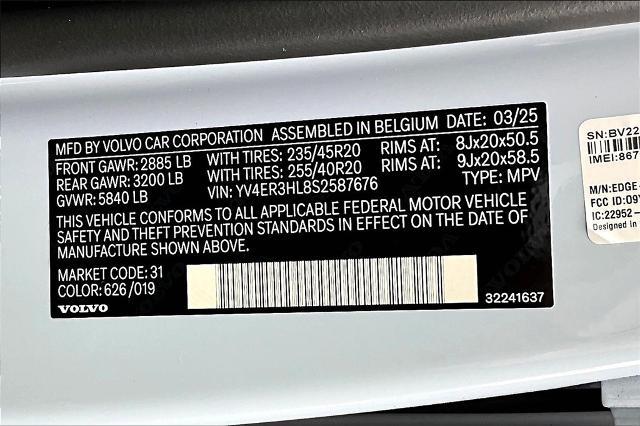 MFD BY VOLVO CAR CORPORATION ASSEMBLED IN BELGIUM DATE: 03/25
FRONT GAWR: 2885 LB WITH TIRES: 235/45R20 RIMS AT: 8Jx20x50.5
REAR GAWR: 3200 LB WITH TIRES: 255/40R20 RIMS AT: 9Jx20x58.5
GVWR: 5840 LB VIN: YV4ER3HL8S2587676 TYPE: MPV
THIS VEHICLE CONFORMS TO ALL APPLICABLE FEDERAL MOTOR VEHICLE
SAFETY AND THEFT PREVENTION STANDARDS IN EFFECT ON THE DATE OF
MANUFACTURE SHOWN ABOVE.
MARKET CODE: 31
COLOR: 626/019
VOLVO 32241637
SN:BV22
IMEI:867
M/N:EDGE-
FCC ID:09
IC:22952-
Designed in